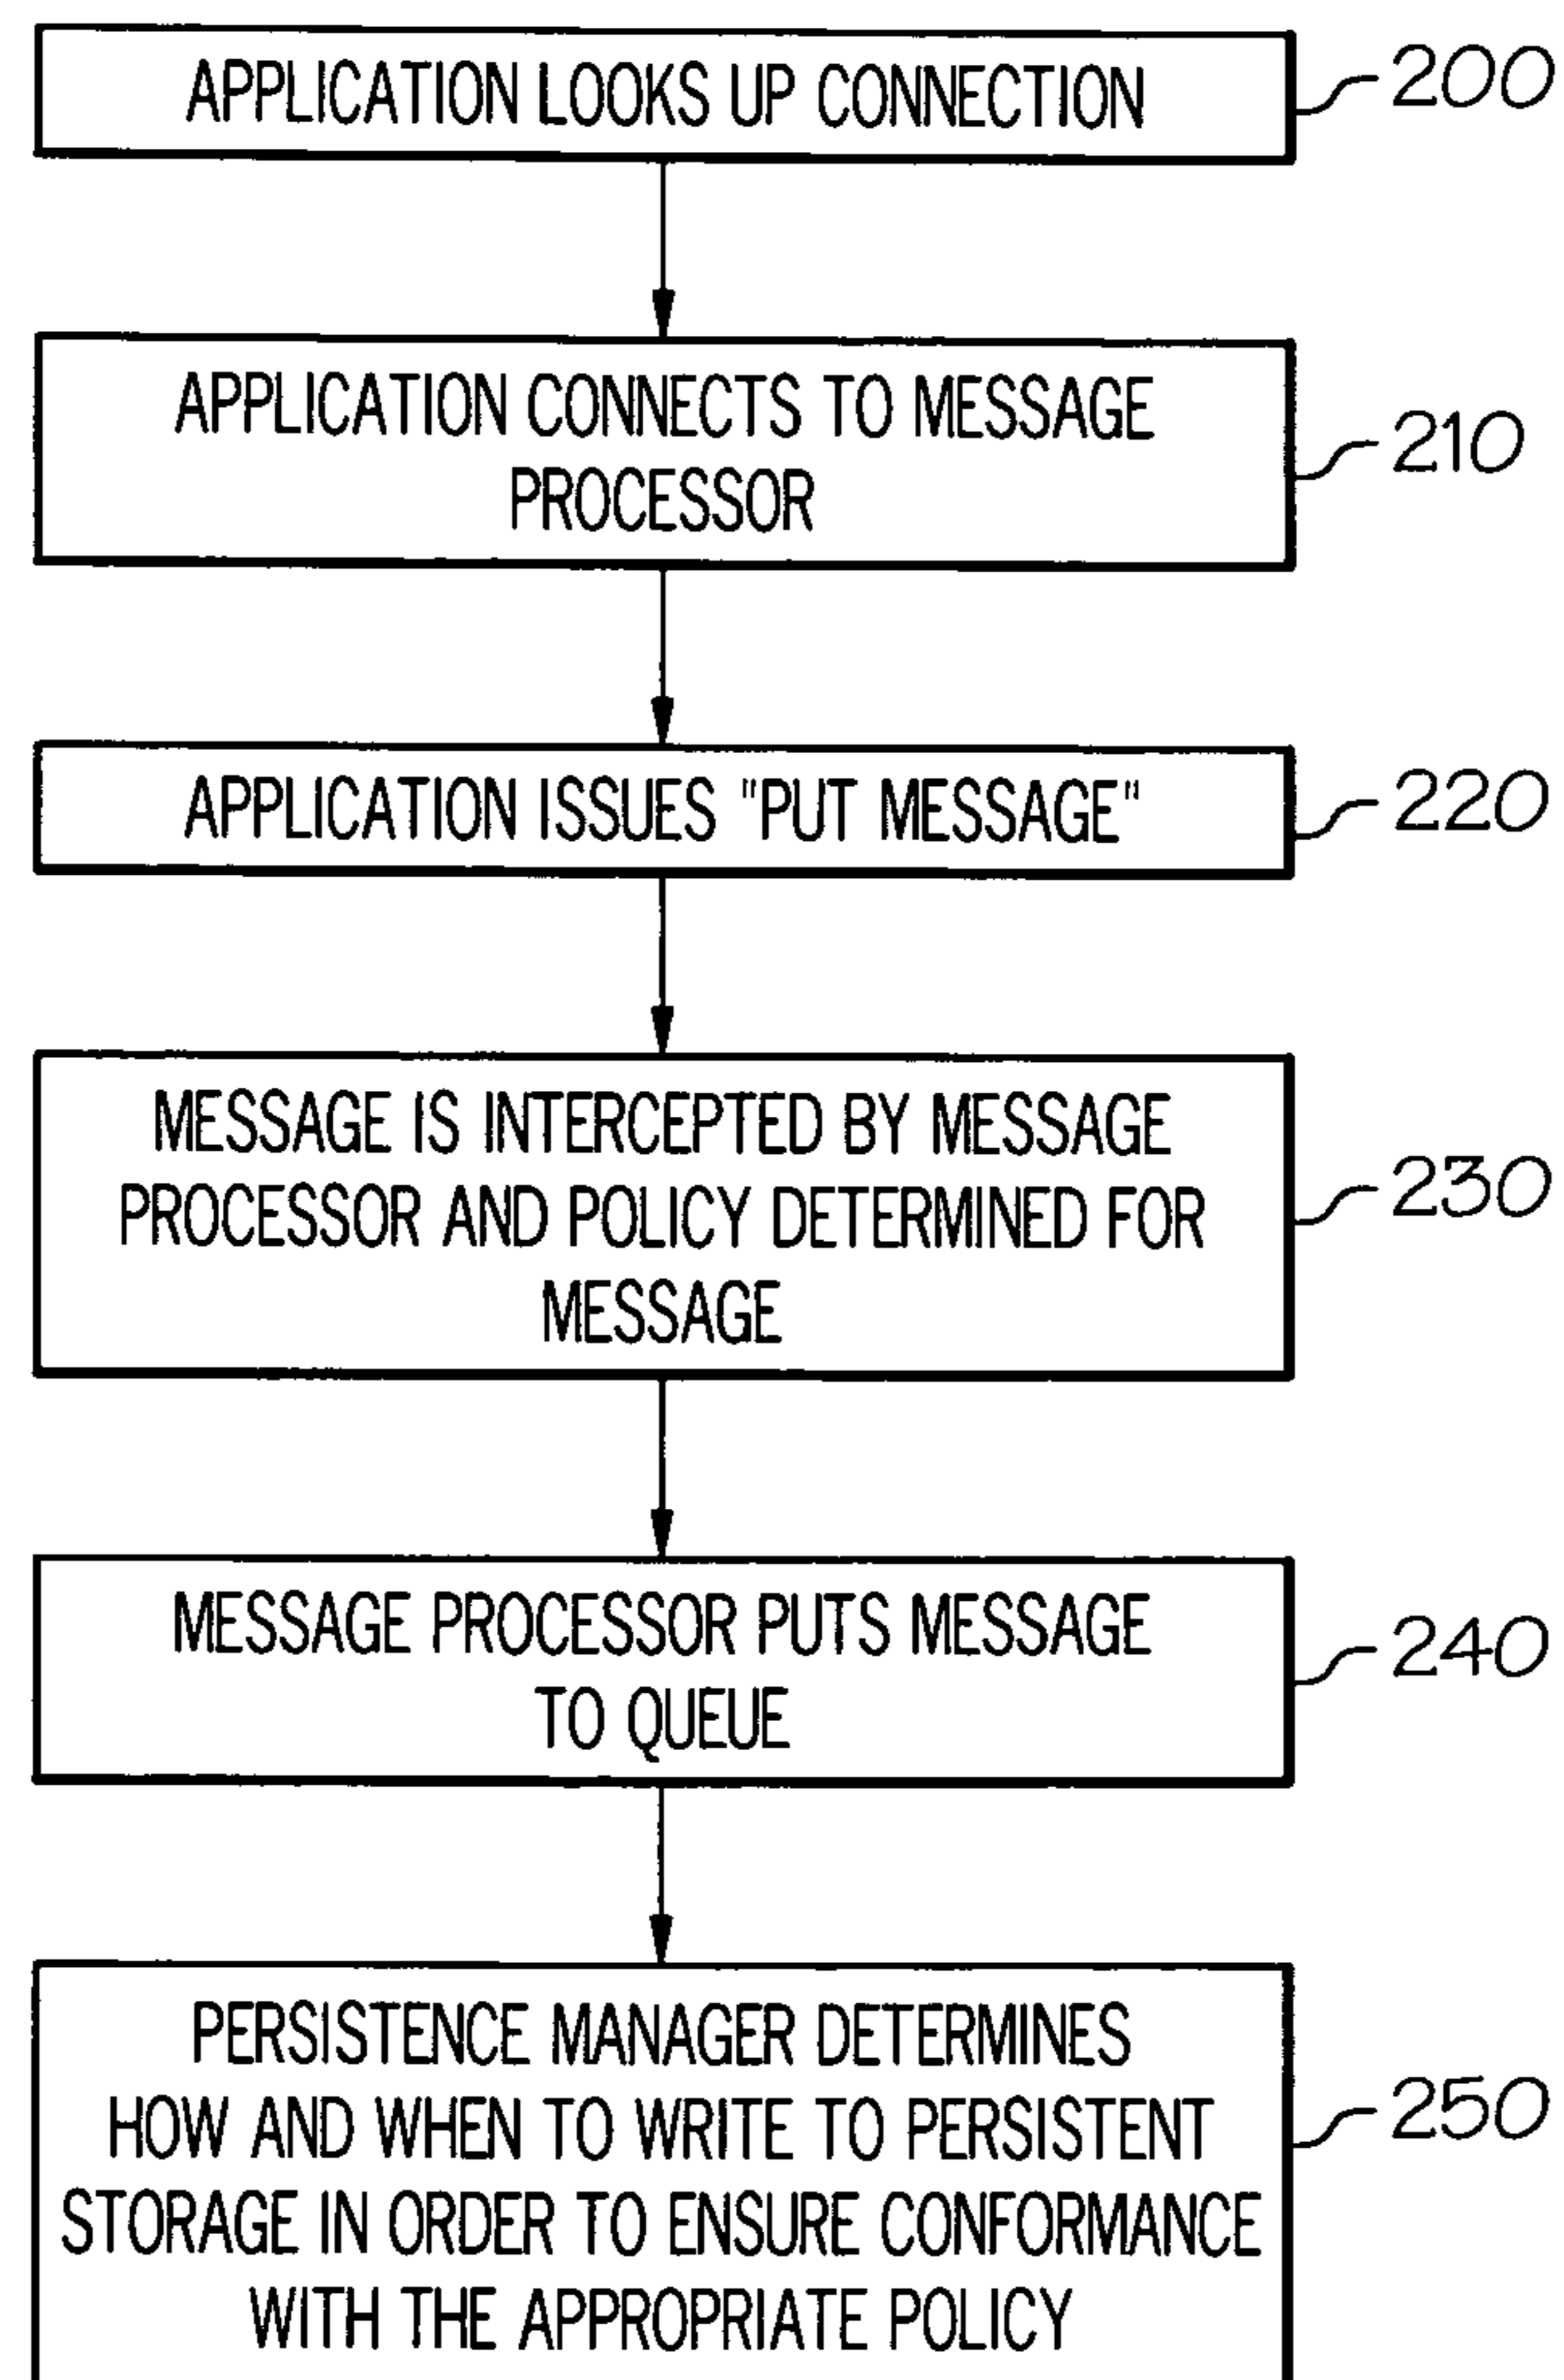 APPLICATION LOOKS UP CONNECTION
200
APPLICATION CONNECTS TO MESSAGE
PROCESSOR
210
APPLICATION ISSUES "PUT MESSAGE"
220
MESSAGE IS INTERCEPTED BY MESSAGE
PROCESSOR AND POLICY DETERMINED FOR
MESSAGE
230
MESSAGE PROCESSOR PUTS MESSAGE
TO QUEUE
240
PERSISTENCE MANAGER DETERMINES
HOW AND WHEN TO WRITE TO PERSISTENT
STORAGE IN ORDER TO ENSURE CONFORMANCE
WITH THE APPROPRIATE POLICY
250